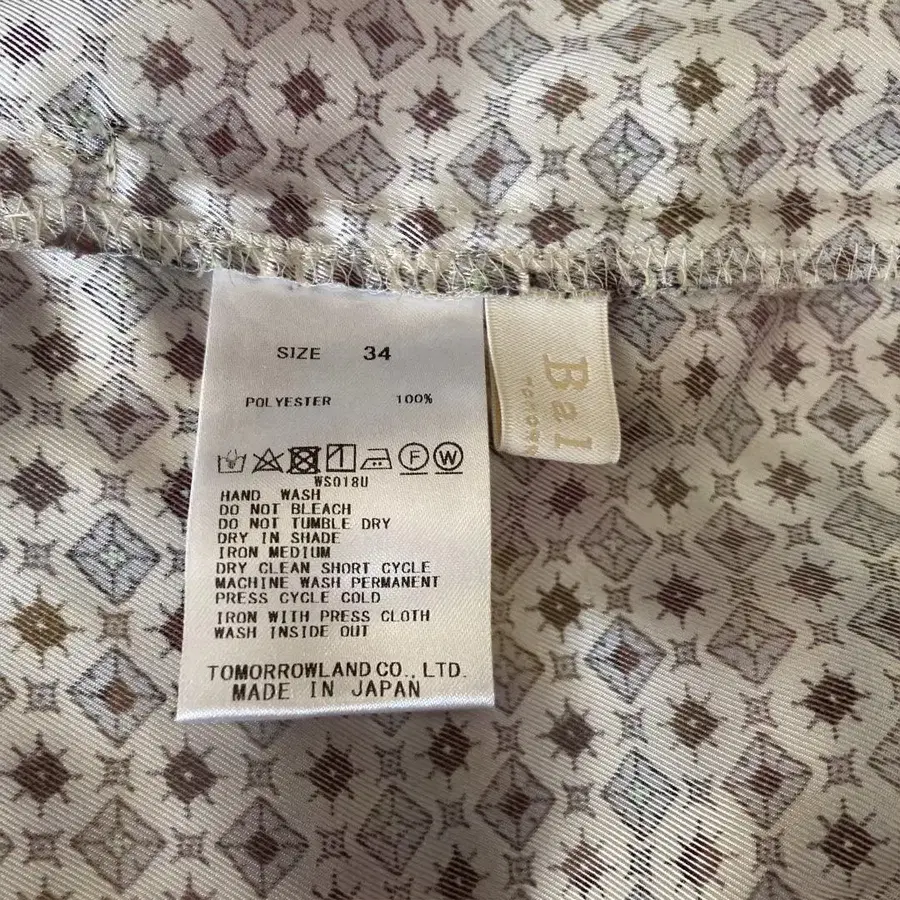 SIZE 34
POLYESTER 100%
F W
WS018U
HAND WASH
DO NOT BLEACH
DO NOT TUMBLE DRY
DRY IN SHADE
IRON MEDIUM
DRY CLEAN SHORT CYCLE
MACHINE WASH PERMANENT
PRESS CYCLE COLD
IRON WITH PRESS CLOTH
WASH INSIDE OUT
TOMORROWLAND CO., LTD.
MADE IN JAPAN
Bal